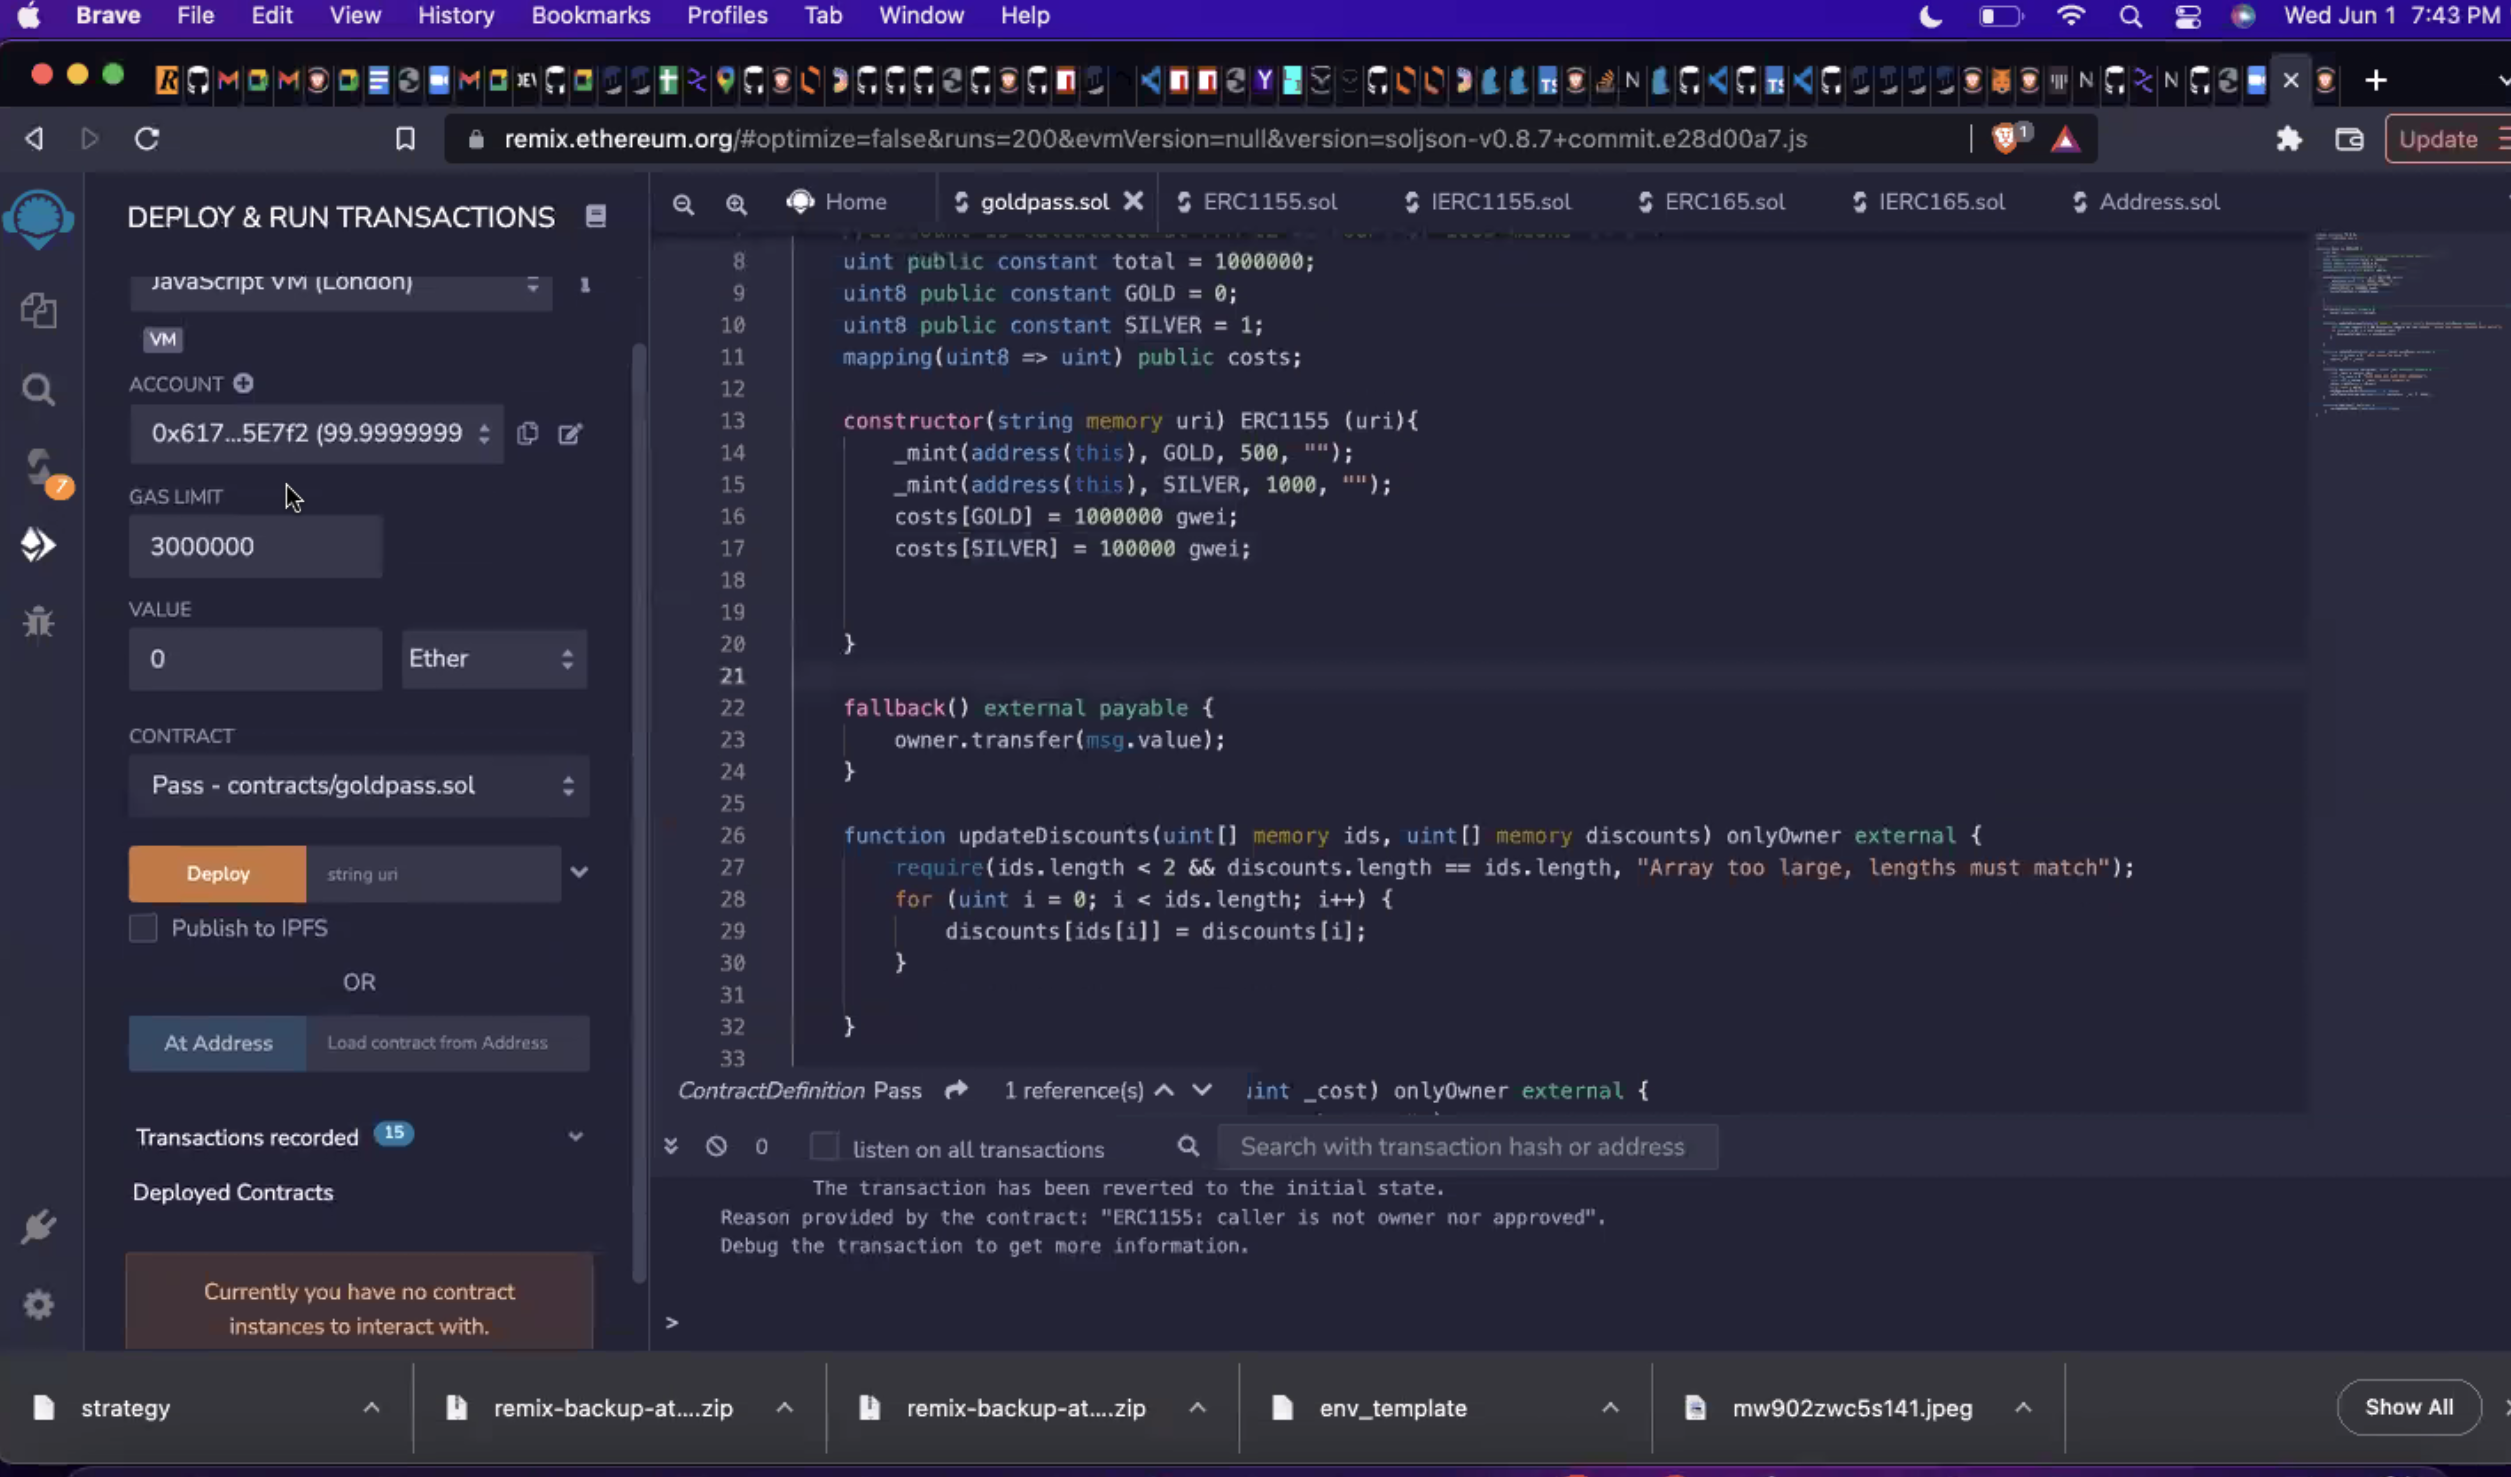 Brave File Edit View History Bookmarks Profiles Tab Window Help Wed Jun 1 7:43 PM
remix.ethereum.org/#optimize=false&runs=200&evmVersion=null&version=soljson-v0.8.7+commit.e28d00a7.js
1
Update
DEPLOY & RUN TRANSACTIONS
JavaScript VM (London)
VM
ACCOUNT
0x617...5E7f2 (99.9999999
GAS LIMIT
3000000
VALUE
0
Ether
CONTRACT
Pass - contracts/goldpass.sol
Deploy
string uri
Publish to IPFS
OR
At Address
Load contract from Address
Transactions recorded 15
Deployed Contracts
Currently you have no contract
instances to interact with.
7
Home goldpass.sol ERC1155.sol IERC1155.sol ERC165.sol IERC165.sol Address.sol
8 uint public constant total = 1000000;
9 uint8 public constant GOLD = 0;
10 uint8 public constant SILVER = 1;
11 mapping(uint8 => uint) public costs;
12
13 constructor(string memory uri) ERC1155 (uri){
14 _mint(address(this), GOLD, 500, "");
15 _mint(address(this), SILVER, 1000, "");
16 costs[GOLD] = 1000000 gwei;
17 costs[SILVER] = 100000 gwei;
18
19
20 }
21
22 fallback() external payable {
23 owner.transfer(msg.value);
24 }
25
26 function updateDiscounts(uint[] memory ids, uint[] memory discounts) onlyOwner external {
27 require(ids.length < 2 && discounts.length == ids.length, "Array too large, lengths must match");
28 for (uint i = 0; i < ids.length; i++) {
29 discounts[ids[i]] = discounts[i];
30 }
31
32 }
33
ContractDefinition Pass 1 reference(s) uint _cost) onlyOwner external {
0 listen on all transactions Search with transaction hash or address
The transaction has been reverted to the initial state.
Reason provided by the contract: "ERC1155: caller is not owner nor approved".
Debug the transaction to get more information.
>
strategy remix-backup-at....zip remix-backup-at....zip env_template mw902zwc5s141.jpeg Show All